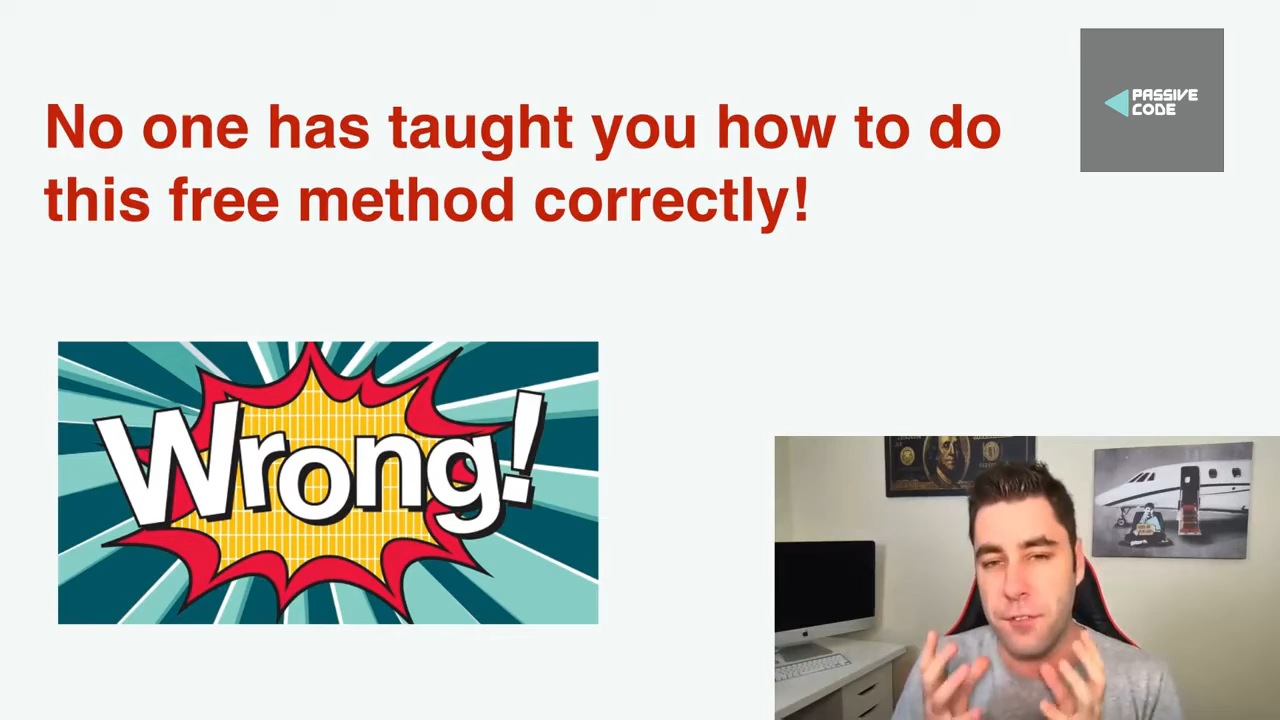 No one has taught you how to do
this free method correctly!
PASSIVE
CODE
Wrong!